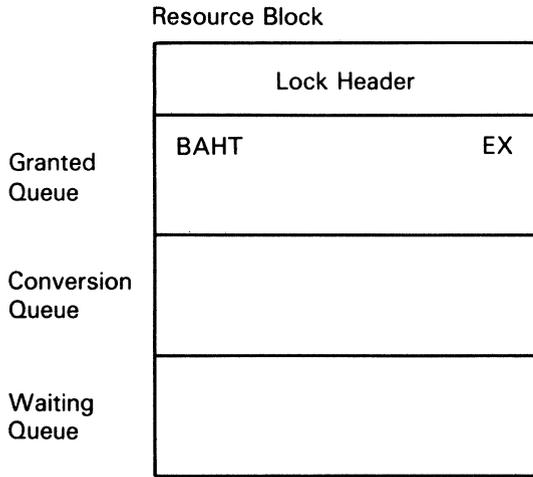 Resource Block
Lock Header
BAHT EX
Granted
Queue
Conversion
Queue
Waiting
Queue